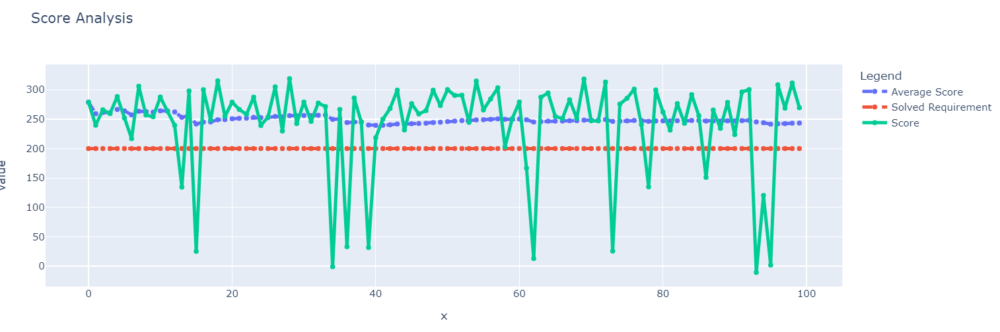 Score Analysis
Legend
Average Score
Solved Requirement
Score
300
250
200
150
100
50
0
value
0 20 40 60 80 100
x